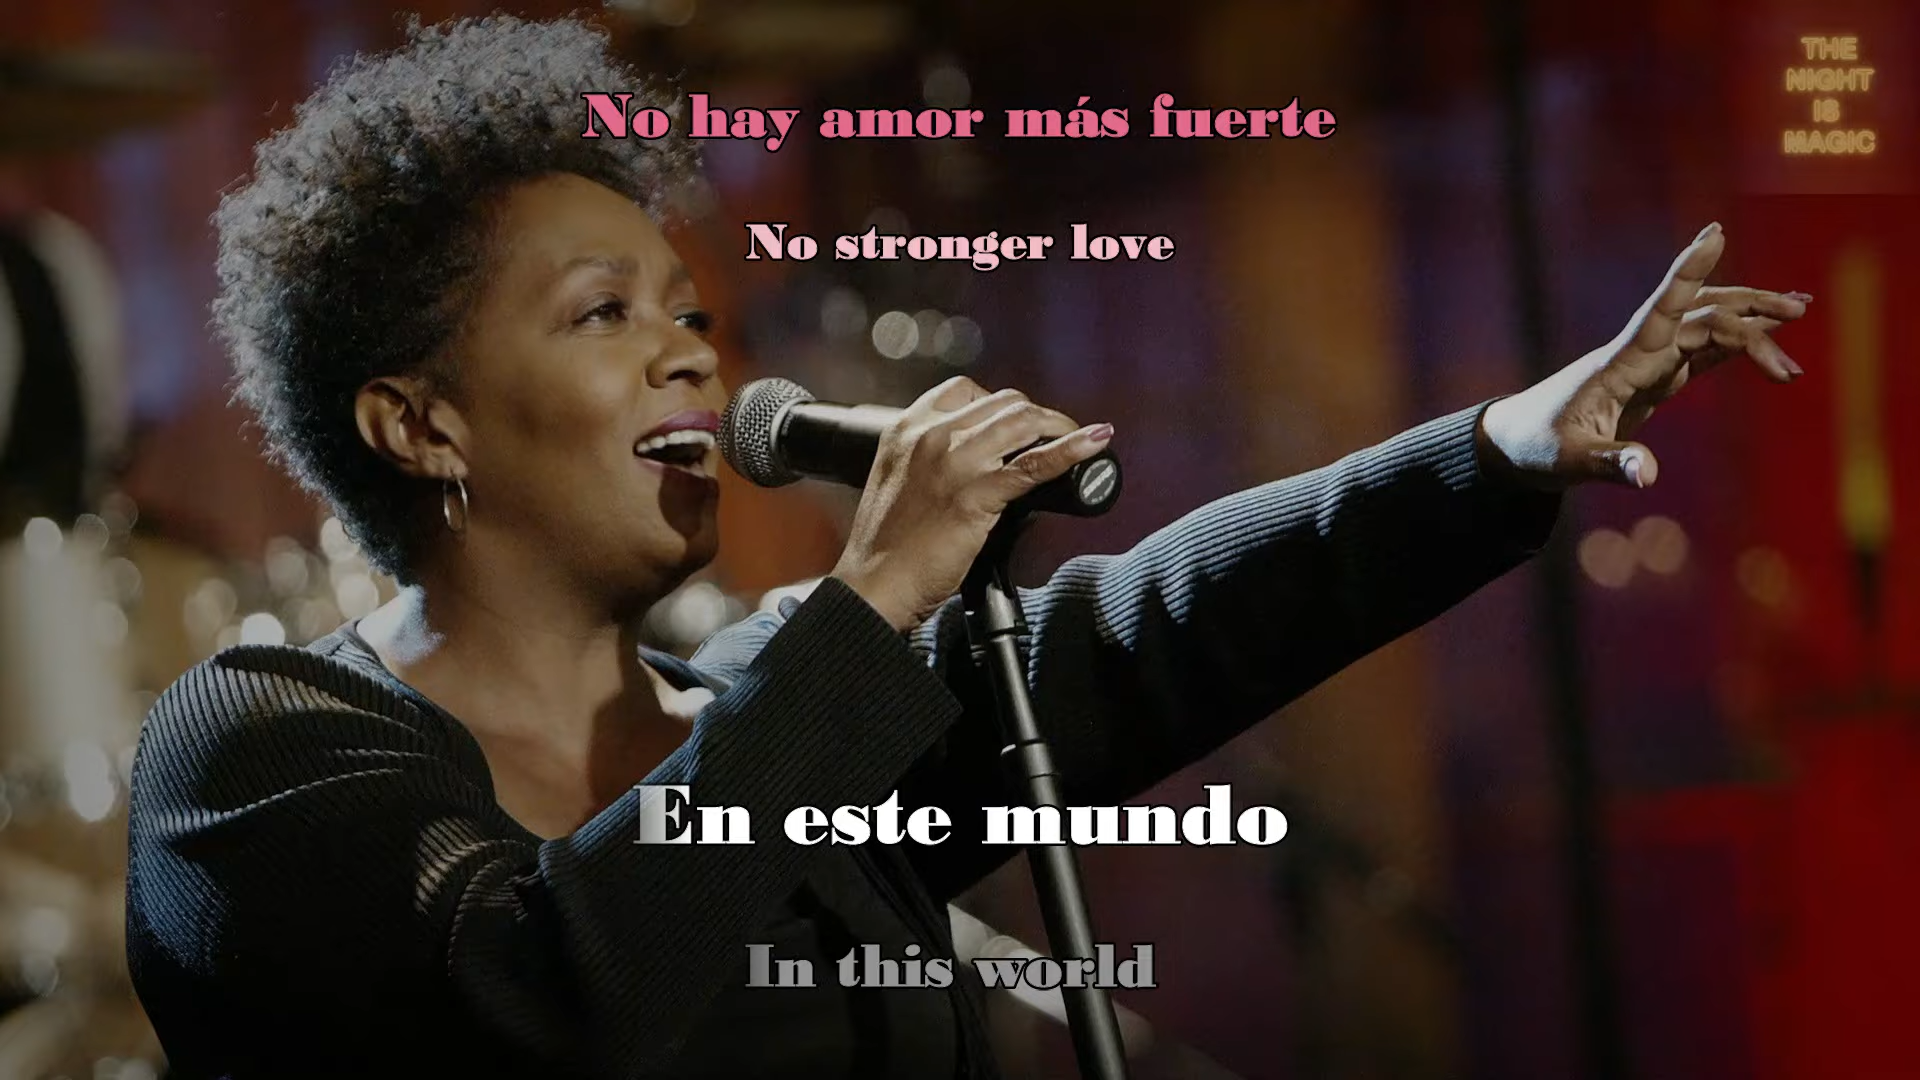 THE
NIGHT
IS
MAGIC
No hay amor más fuerte
No stronger love
En este mundo
In this world